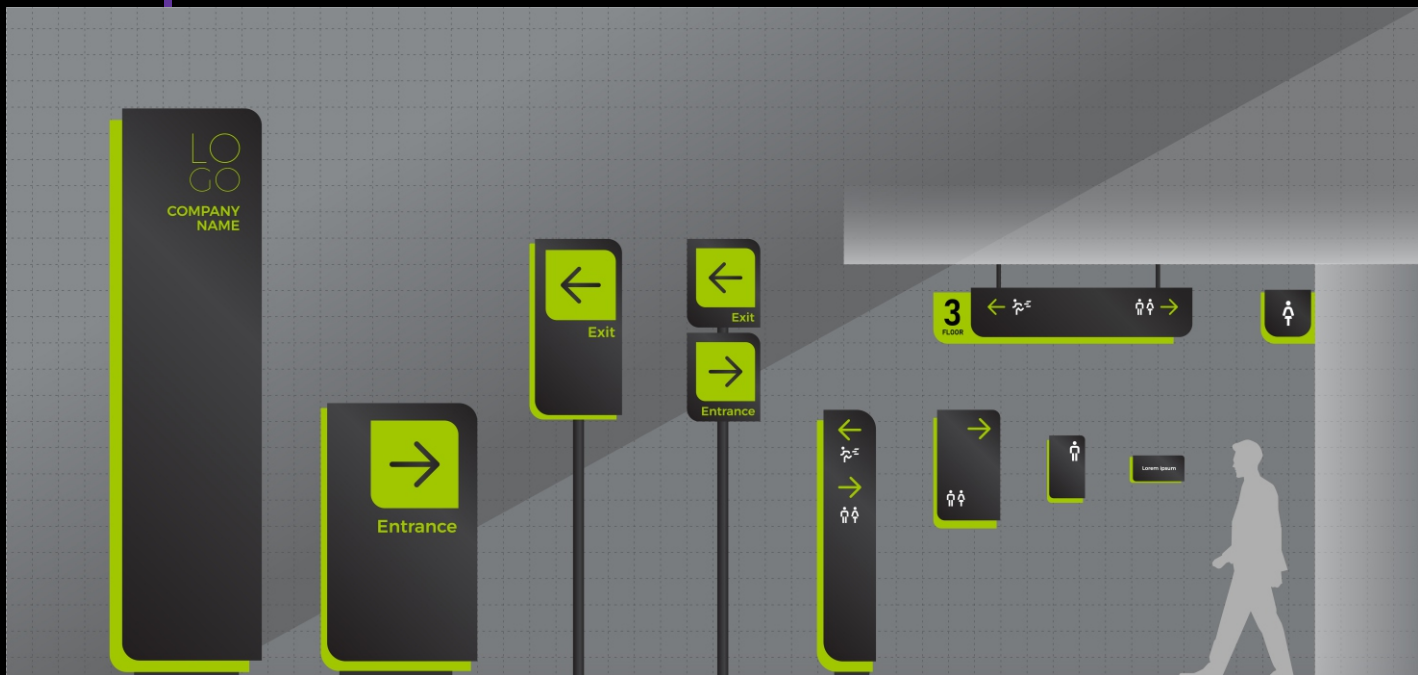 LO
GO
COMPANY
NAME
Entrance
Exit
Exit
Entrance
3
FLOOR
Lorem ipsum